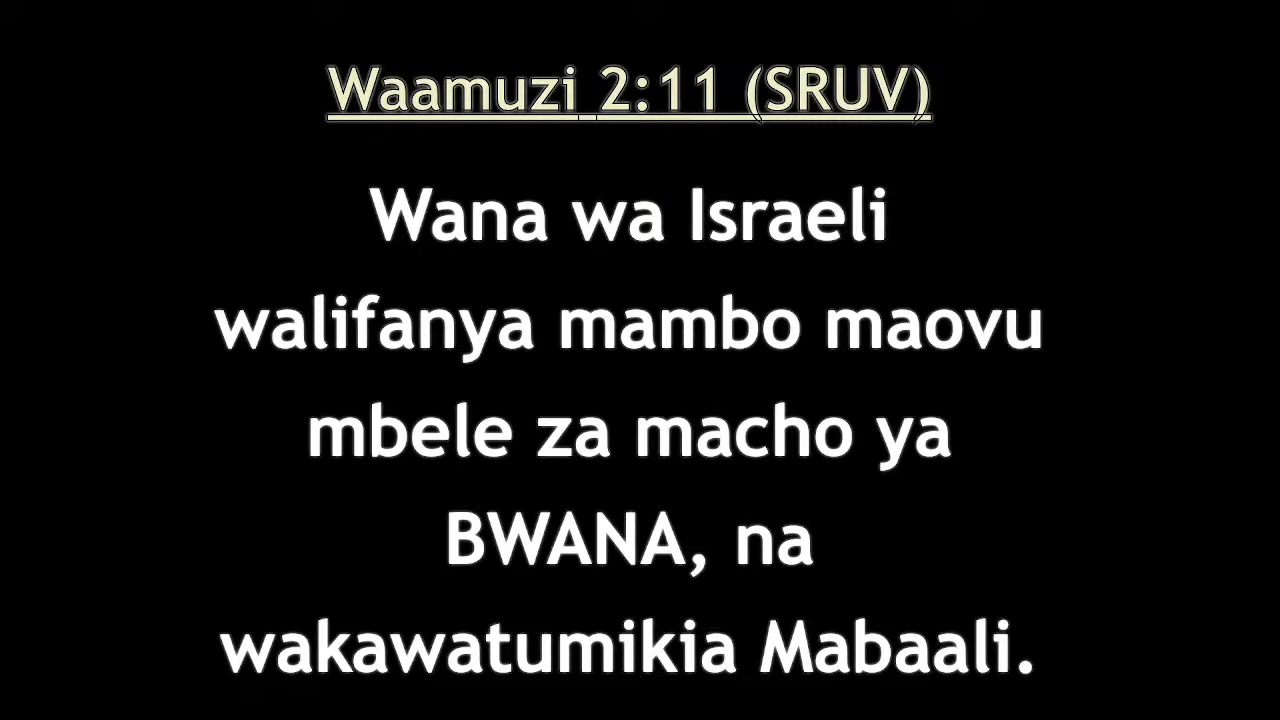 Waamuzi 2:11 (SRUV)
Wana wa Israeli
walifanya mambo maovu
mbele za macho ya
BWANA, na
wakawatumikia Mabaali.